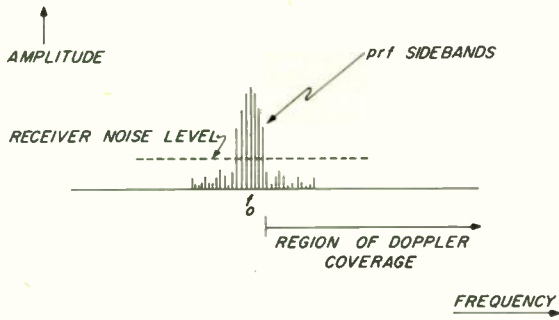 AMPLITUDE
prf SIDEBANDS
RECEIVER NOISE LEVEL
f₀
REGION OF DOPPLER
COVERAGE
FREQUENCY